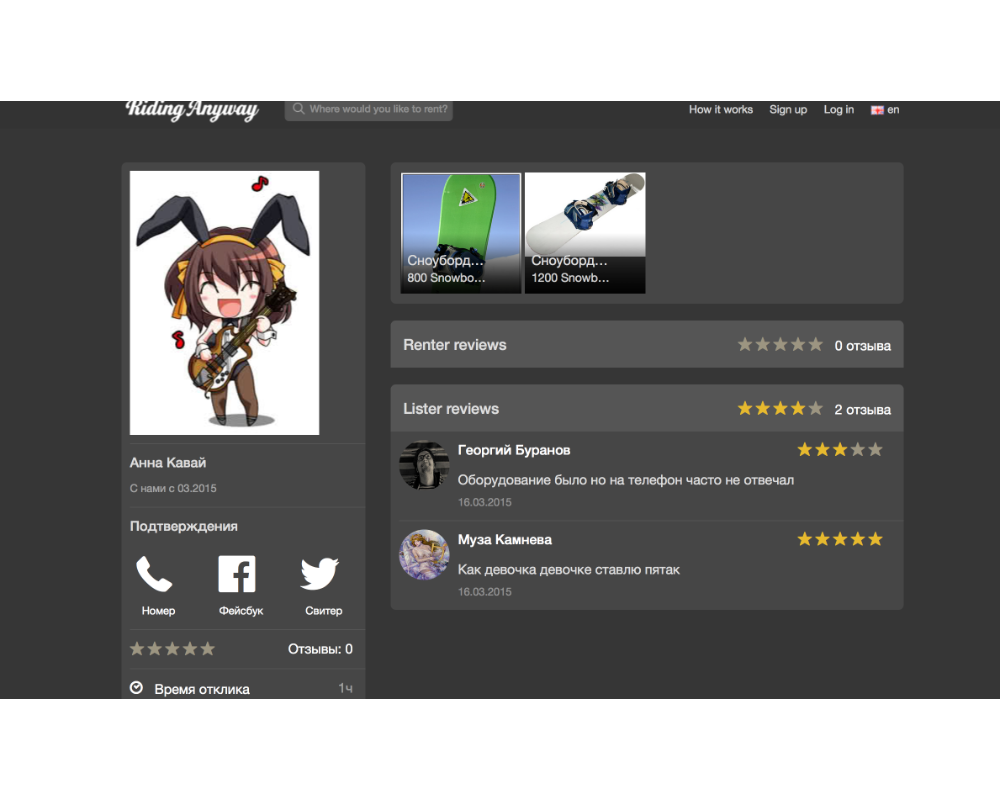 Riding Anyway
Where would you like to rent?
How it works
Sign up
Log in
en
Сноуборд...
800 Snowbo...
Сноуборд...
1200 Snowb...
Анна Кавай
С нами с 03.2015
Подтверждения
Номер
Фейсбук
Свитер
Отзывы: 0
Время отклика
1ч
Renter reviews
0 отзыва
Lister reviews
2 отзыва
Георгий Буранов
Оборудование было но на телефон часто не отвечал
16.03.2015
Муза Камнева
Как девочка девочке ставлю пятак
16.03.2015